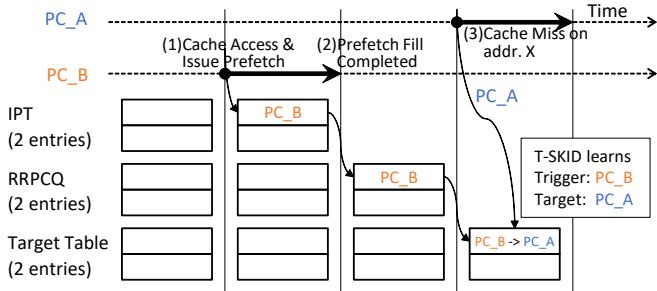 PC_A
Time
(1)Cache Access &
Issue Prefetch
(2)Prefetch Fill
Completed
(3)Cache Miss on
addr. X
PC_B
PC_A
IPT
(2 entries)
PC_B
RRPCQ
(2 entries)
PC_B
T-SKID learns
Trigger: PC_B
Target: PC_A
Target Table
(2 entries)
PC_B -> PC_A